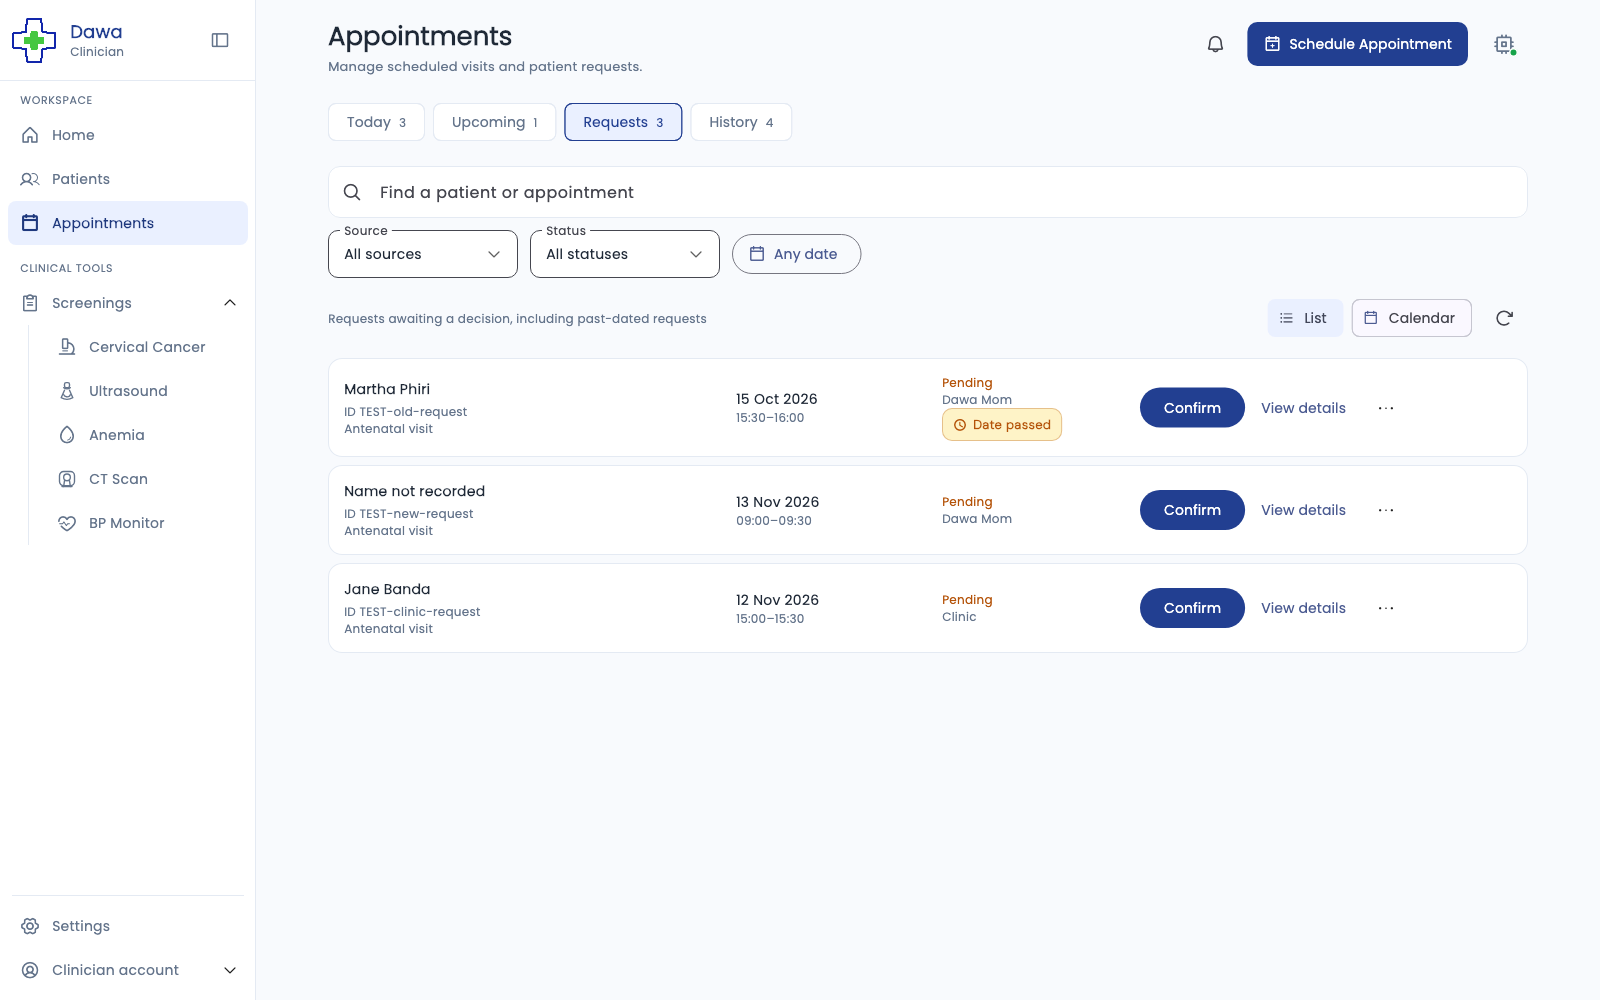 Dawa
Clinician
WORKSPACE
Home
Patients
Appointments
CLINICAL TOOLS
Screenings
Cervical Cancer
Ultrasound
Anemia
CT Scan
BP Monitor
Settings
Clinician account
Appointments
Manage scheduled visits and patient requests.
Schedule Appointment
Today 3
Upcoming 1
Requests 3
History 4
Find a patient or appointment
Source
All sources
Status
All statuses
Any date
Requests awaiting a decision, including past-dated requests
List
Calendar
Martha Phiri
ID TEST-old-request
Antenatal visit
15 Oct 2026
15:30–16:00
Pending
Dawa Mom
Date passed
Confirm
View details
Name not recorded
ID TEST-new-request
Antenatal visit
13 Nov 2026
09:00–09:30
Pending
Dawa Mom
Confirm
View details
Jane Banda
ID TEST-clinic-request
Antenatal visit
12 Nov 2026
15:00–15:30
Pending
Clinic
Confirm
View details